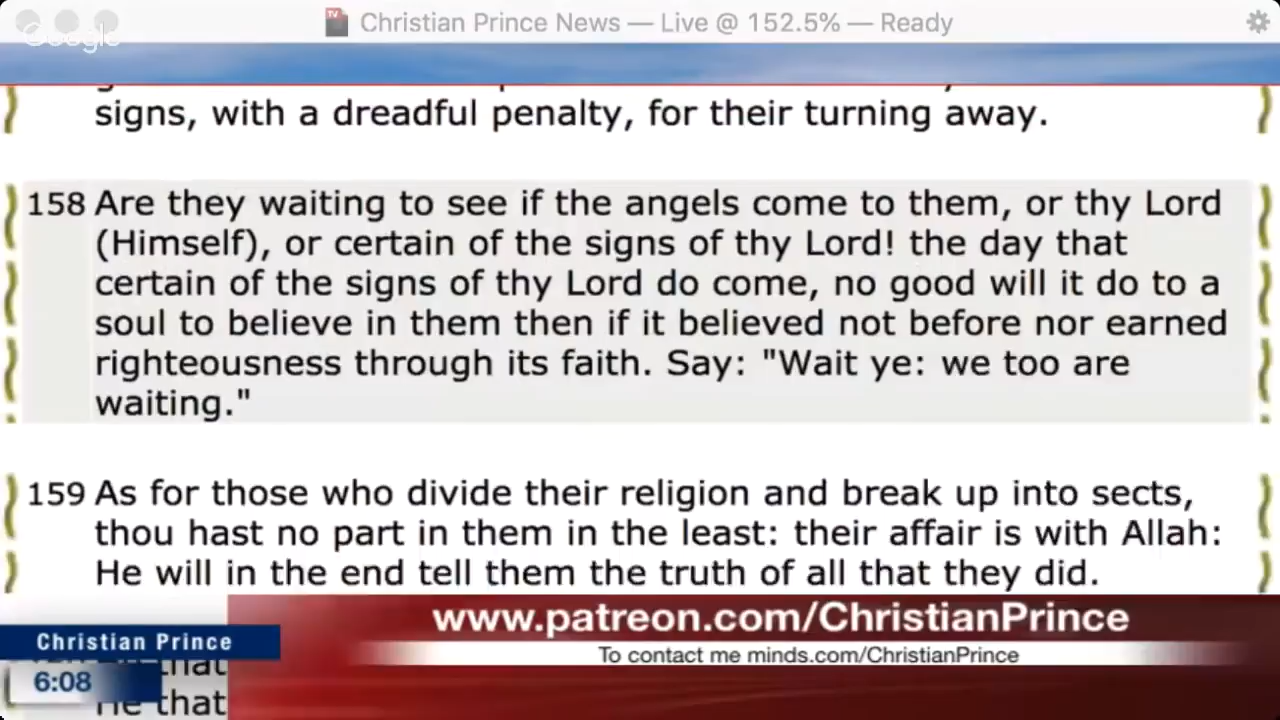 Christian Prince News — Live @ 152.5% — Ready
Google
signs, with a dreadful penalty, for their turning away.
158 Are they waiting to see if the angels come to them, or thy Lord
(Himself), or certain of the signs of thy Lord! the day that
certain of the signs of thy Lord do come, no good will it do to a
soul to believe in them then if it believed not before nor earned
righteousness through its faith. Say: "Wait ye: we too are
waiting."
159 As for those who divide their religion and break up into sects,
thou hast no part in them in the least: their affair is with Allah:
He will in the end tell them the truth of all that they did.
www.patreon.com/ChristianPrince
Christian Prince
To contact me minds.com/ChristianPrince
that
6:08
He that